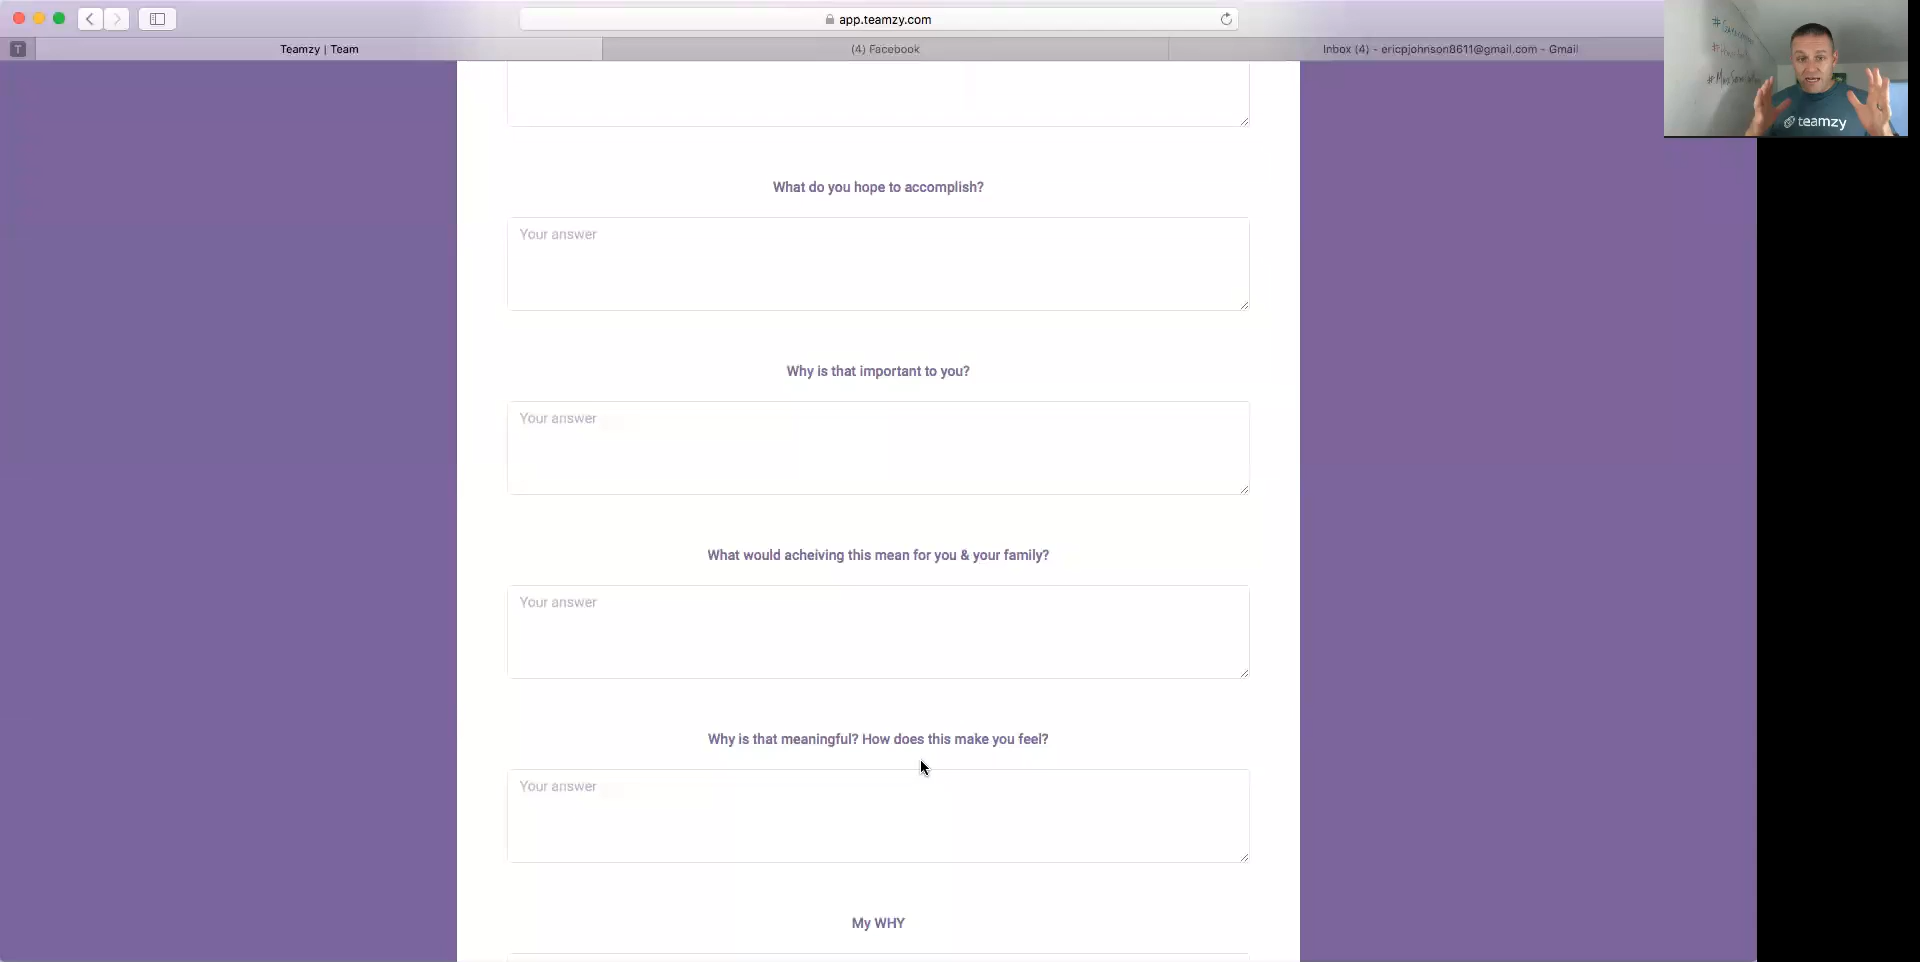 app.teamzy.com
T
Teamzy | Team
(4) Facebook
Inbox (4) - ericpjohnson8611@gmail.com - Gmail
teamzy
What do you hope to accomplish?
Your answer
Why is that important to you?
Your answer
What would acheiving this mean for you & your family?
Your answer
Why is that meaningful? How does this make you feel?
Your answer
My WHY